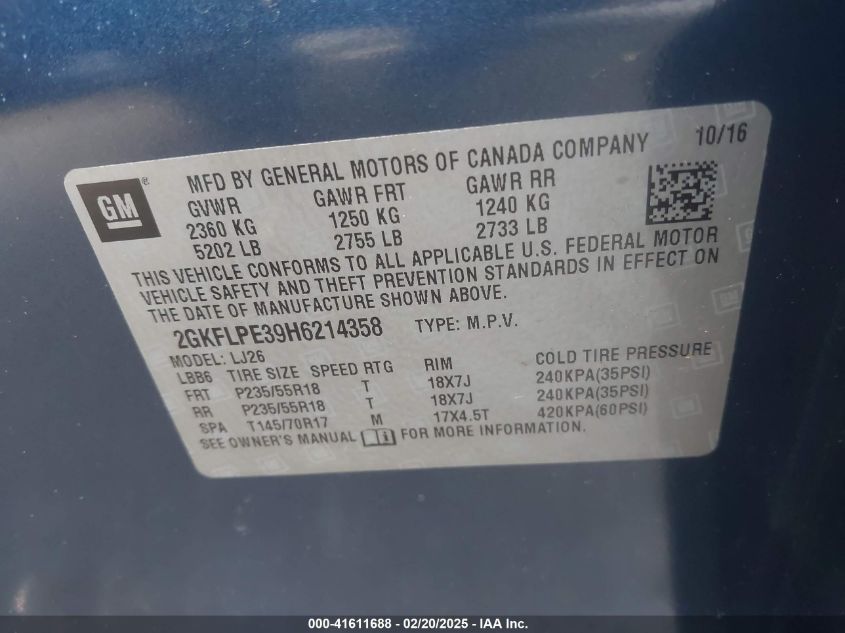 GM ®
MFD BY GENERAL MOTORS OF CANADA COMPANY 10/16
GVWR GAWR FRT GAWR RR
2360 KG 1250 KG 1240 KG
5202 LB 2755 LB 2733 LB
THIS VEHICLE CONFORMS TO ALL APPLICABLE U.S. FEDERAL MOTOR
VEHICLE SAFETY AND THEFT PREVENTION STANDARDS IN EFFECT ON
THE DATE OF MANUFACTURE SHOWN ABOVE.
2GKFLPE39H6214358 TYPE: M.P.V.
MODEL: LJ26
LBB6 TIRE SIZE SPEED RTG RIM COLD TIRE PRESSURE
FRT P235/55R18 T 18X7J 240KPA(35PSI)
RR P235/55R18 T 18X7J 240KPA(35PSI)
SPA T145/70R17 M 17X4.5T 420KPA(60PSI)
SEE OWNER'S MANUAL FOR MORE INFORMATION.
000-41611688 - 02/20/2025 - IAA Inc.